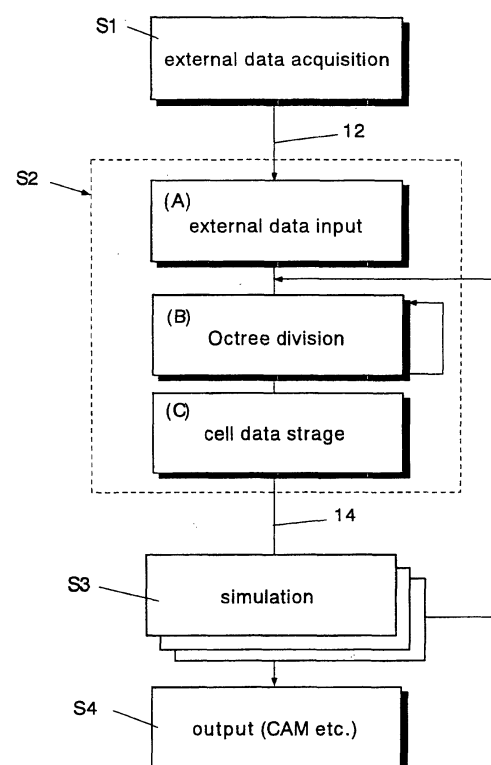 S1
external data acquisition
12
S2
(A)
external data input
(B)
Octree division
(C)
cell data strage
14
S3
simulation
S4
output (CAM etc.)